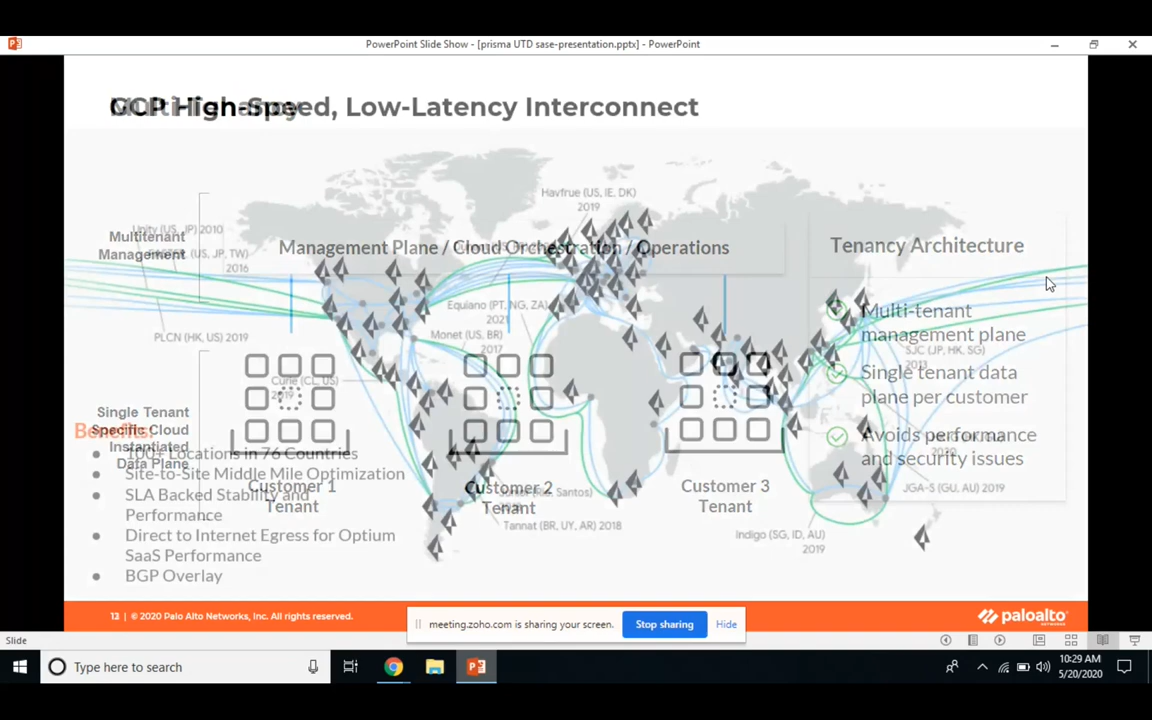 PowerPoint Slide Show - [prisma UTD sase-presentation.pptx] - PowerPoint
GCP High-Speed, Low-Latency Interconnect
Havfrue (US, IE, DK)
2019
Unity (US, JP) 2010
Multitenant
Management
(US, JP, TW)
2016
Management Plane / Cloud Orchestration / Operations
Tenancy Architecture
Equiano (PT, NG, ZA)
2021
Monet (US, BR)
2017
PLCN (HK, US) 2019
Multi-tenant
management plane
SJC (JP, HK, SG)
2013
Single tenant data
plane per customer
Curie (CL, US)
2019
Avoids performance
and security issues
Single Tenant
Specific Cloud
Instantiated
Data Plane
Benefits:
100+ Locations in 76 Countries
Site-to-Site Middle Mile Optimization
SLA Backed Stability and
Performance
Direct to Internet Egress for Optium
SaaS Performance
BGP Overlay
Customer 1
Tenant
Customer 2
Tenant
Customer 3
Tenant
Santos)
Tannat (BR, UY, AR) 2018
2020
JGA-S (GU, AU) 2019
Indigo (SG, ID, AU)
2019
12 | © 2020 Palo Alto Networks, Inc. All rights reserved.
paloalto
NETWORKS
meeting.zoho.com is sharing your screen.
Stop sharing
Hide
Slide
Type here to search
10:29 AM
5/20/2020